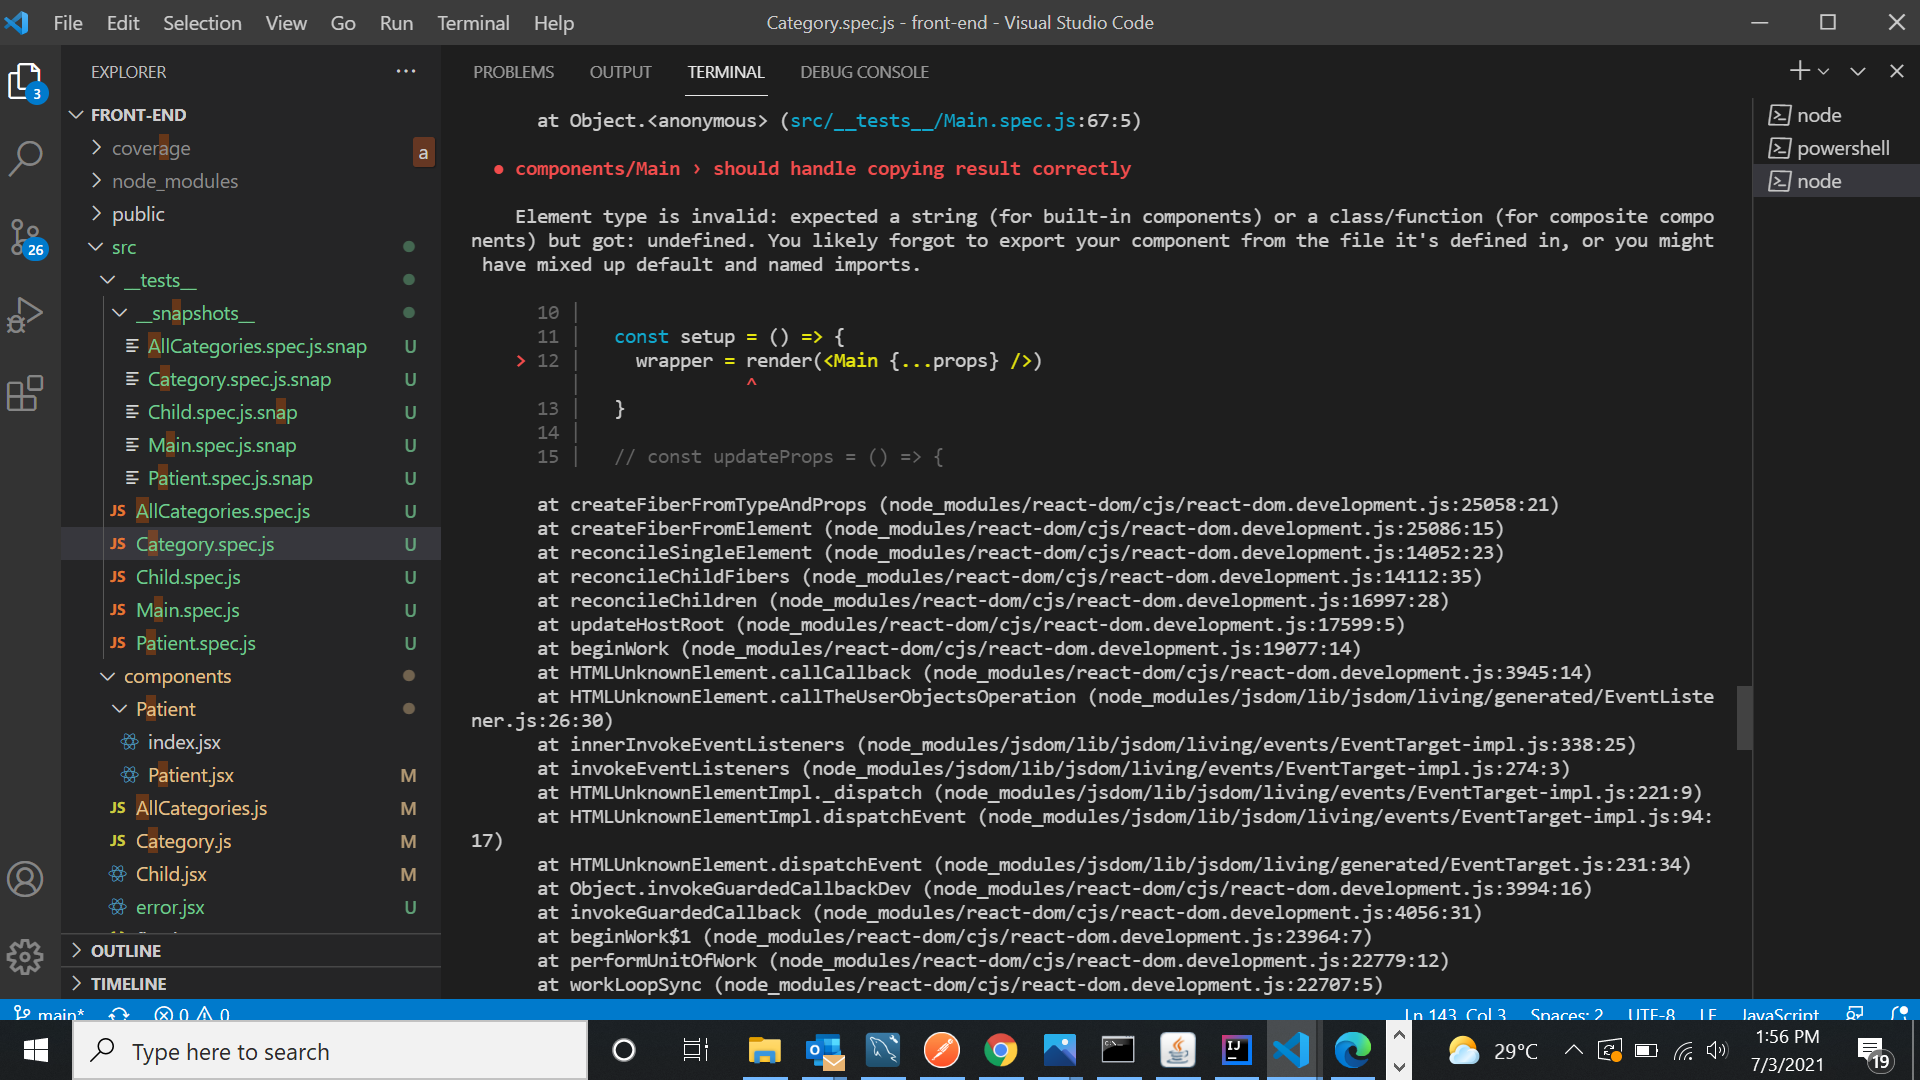 File Edit Selection View Go Run Terminal Help
Category.spec.js - front-end - Visual Studio Code
EXPLORER
FRONT-END
coverage
a
node_modules
public
src
__tests__
__snapshots__
AllCategories.spec.js.snap U
Category.spec.js.snap U
Child.spec.js.snap U
Main.spec.js.snap U
Patient.spec.js.snap U
JS AllCategories.spec.js U
JS Category.spec.js U
JS Child.spec.js U
JS Main.spec.js U
JS Patient.spec.js U
components
Patient
index.jsx
Patient.jsx M
JS AllCategories.js M
JS Category.js M
Child.jsx M
error.jsx U
OUTLINE
TIMELINE
3
26
PROBLEMS OUTPUT TERMINAL DEBUG CONSOLE
at Object.<anonymous> (src/__tests__/Main.spec.js:67:5)
● components/Main › should handle copying result correctly
Element type is invalid: expected a string (for built-in components) or a class/function (for composite compo
nents) but got: undefined. You likely forgot to export your component from the file it's defined in, or you might
have mixed up default and named imports.
10 |
11 | const setup = () => {
> 12 | wrapper = render(<Main {...props} />)
| ^
13 | }
14 |
15 | // const updateProps = () => {
at createFiberFromTypeAndProps (node_modules/react-dom/cjs/react-dom.development.js:25058:21)
at createFiberFromElement (node_modules/react-dom/cjs/react-dom.development.js:25086:15)
at reconcileSingleElement (node_modules/react-dom/cjs/react-dom.development.js:14052:23)
at reconcileChildFibers (node_modules/react-dom/cjs/react-dom.development.js:14112:35)
at reconcileChildren (node_modules/react-dom/cjs/react-dom.development.js:16997:28)
at updateHostRoot (node_modules/react-dom/cjs/react-dom.development.js:17599:5)
at beginWork (node_modules/react-dom/cjs/react-dom.development.js:19077:14)
at HTMLUnknownElement.callCallback (node_modules/react-dom/cjs/react-dom.development.js:3945:14)
at HTMLUnknownElement.callTheUserObjectsOperation (node_modules/jsdom/lib/jsdom/living/generated/EventListe
ner.js:26:30)
at innerInvokeEventListeners (node_modules/jsdom/lib/jsdom/living/events/EventTarget-impl.js:338:25)
at invokeEventListeners (node_modules/jsdom/lib/jsdom/living/events/EventTarget-impl.js:274:3)
at HTMLUnknownElementImpl._dispatch (node_modules/jsdom/lib/jsdom/living/events/EventTarget-impl.js:221:9)
at HTMLUnknownElementImpl.dispatchEvent (node_modules/jsdom/lib/jsdom/living/events/EventTarget-impl.js:94:
17)
at HTMLUnknownElement.dispatchEvent (node_modules/jsdom/lib/jsdom/living/generated/EventTarget.js:231:34)
at Object.invokeGuardedCallbackDev (node_modules/react-dom/cjs/react-dom.development.js:3994:16)
at invokeGuardedCallback (node_modules/react-dom/cjs/react-dom.development.js:4056:31)
at beginWork$1 (node_modules/react-dom/cjs/react-dom.development.js:23964:7)
at performUnitOfWork (node_modules/react-dom/cjs/react-dom.development.js:22779:12)
at workLoopSync (node_modules/react-dom/cjs/react-dom.development.js:22707:5)
node
powershell
node
main* 0 0
Ln 143, Col 3 Spaces: 2 UTF-8 LF JavaScript
Type here to search
IJ
29°C
1:56 PM
7/3/2021
19